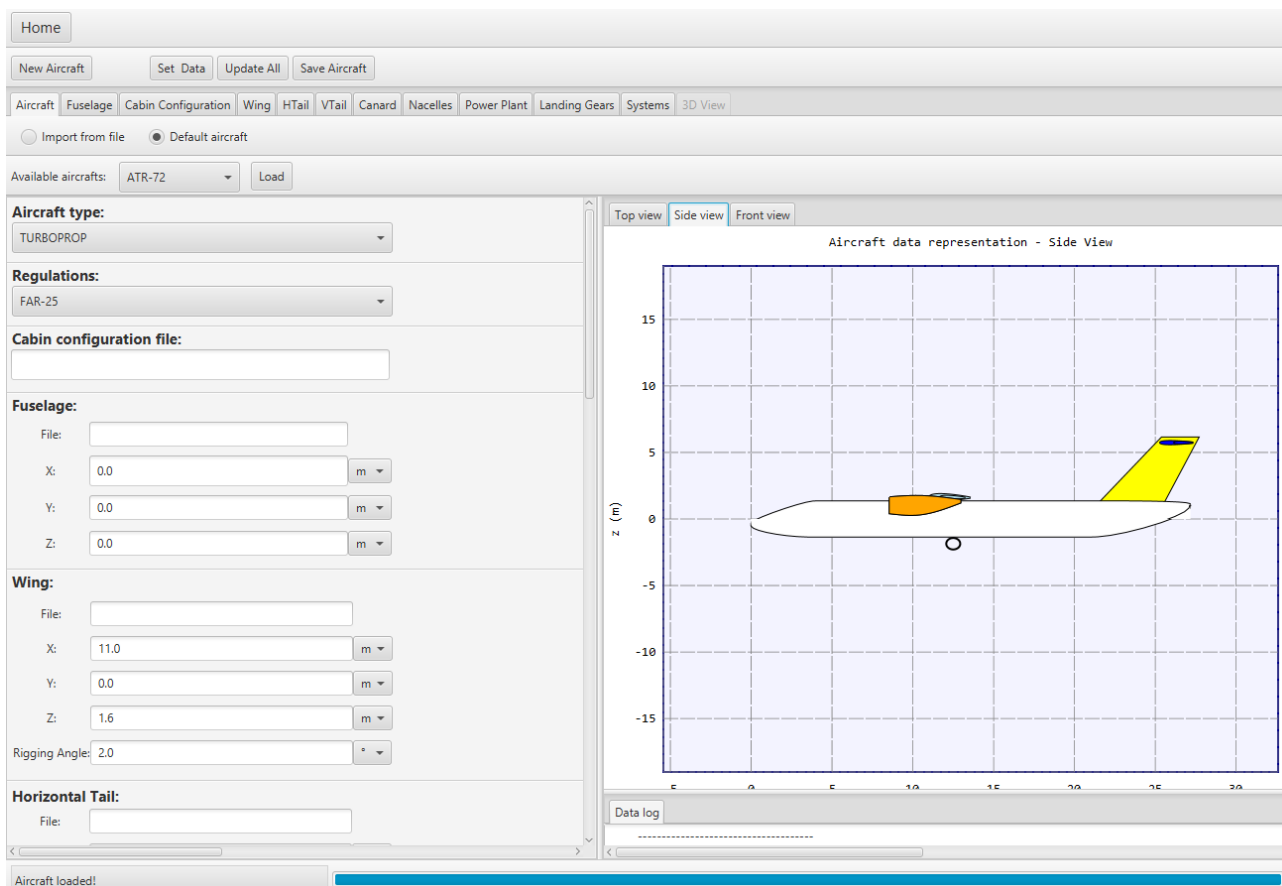 Home
New Aircraft Set Data Update All Save Aircraft
Aircraft Fuselage Cabin Configuration Wing HTail VTail Canard Nacelles Power Plant Landing Gears Systems 3D View
Import from file Default aircraft
Available aircrafts: ATR-72 Load
Aircraft type:
TURBOPROP
Regulations:
FAR-25
Cabin configuration file:
Fuselage:
File:
X: 0.0 m
Y: 0.0 m
Z: 0.0 m
Wing:
File:
X: 11.0 m
Y: 0.0 m
Z: 1.6 m
Rigging Angle: 2.0 °
Horizontal Tail:
File:
Top view Side view Front view
Aircraft data representation - Side View
15
10
5
0
-5
-10
-15
z (m)
-5 0 5 10 15 20 25 30
Data log
-------------------------------------
Aircraft loaded!